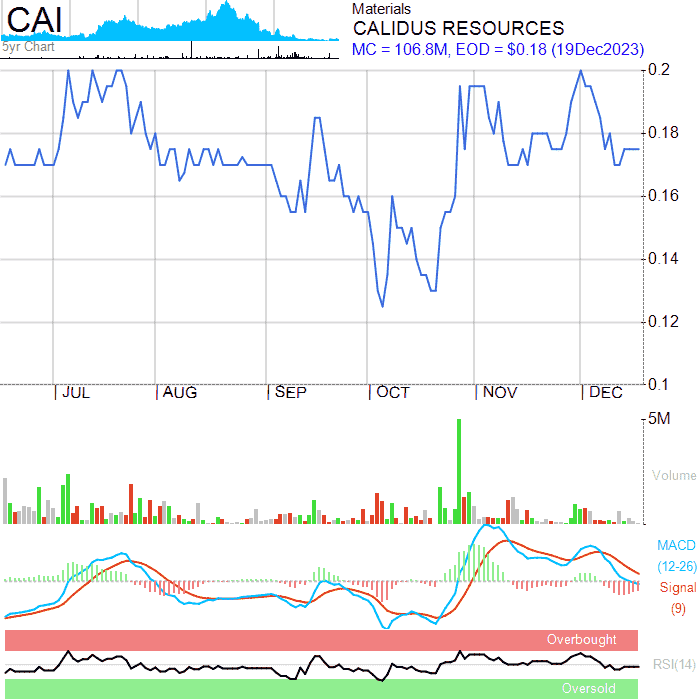 CAI
5yr Chart
Materials
CALIDUS RESOURCES
MC = 106.8M, EOD = $0.18 (19Dec2023)
0.2
0.18
0.16
0.14
0.12
0.1
JUL AUG SEP OCT NOV DEC
5M
Volume
MACD
(12-26)
Signal
(9)
Overbought
RSI(14)
Oversold